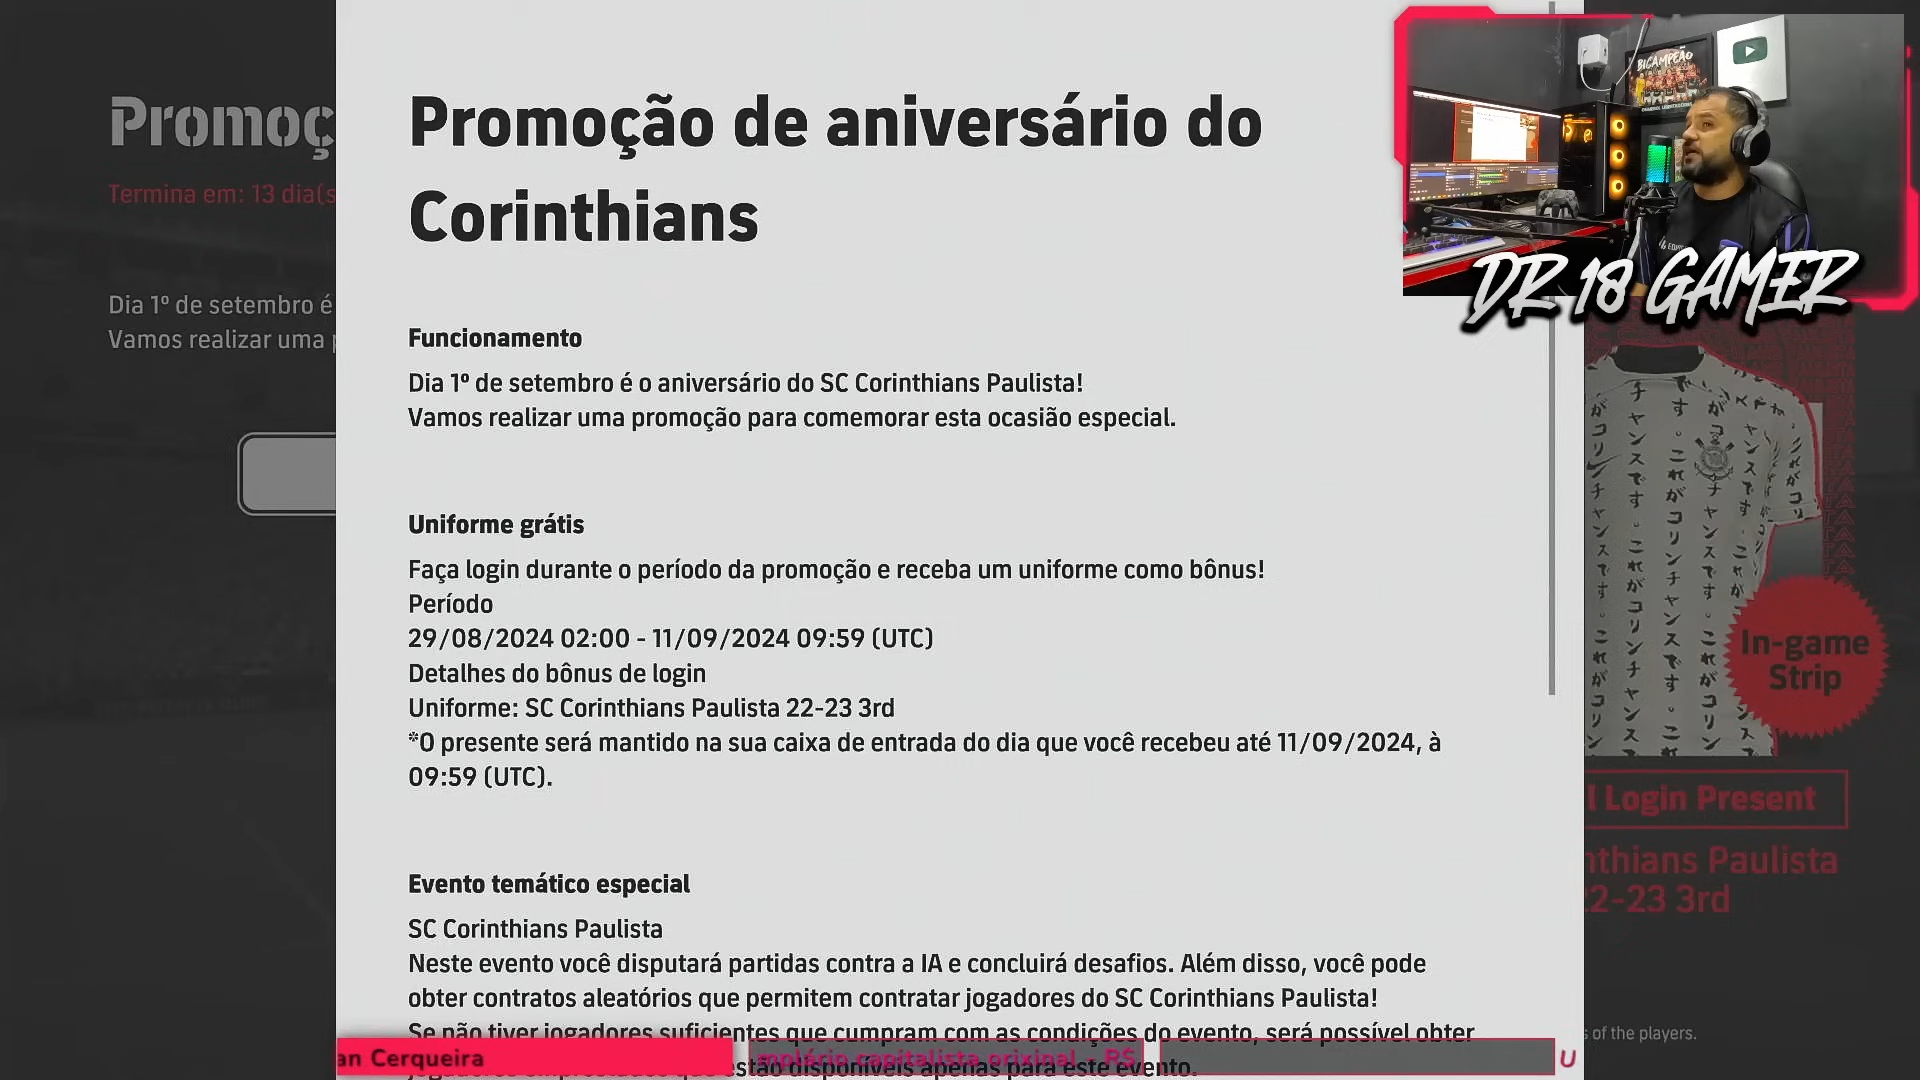 Promoç
Termina em: 13 dia(s
Dia 1º de setembro é
Vamos realizar uma
Promoção de aniversário do
Corinthians
Funcionamento
Dia 1º de setembro é o aniversário do SC Corinthians Paulista!
Vamos realizar uma promoção para comemorar esta ocasião especial.
Uniforme grátis
Faça login durante o período da promoção e receba um uniforme como bônus!
Período
29/08/2024 02:00 - 11/09/2024 09:59 (UTC)
Detalhes do bônus de login
Uniforme: SC Corinthians Paulista 22-23 3rd
*O presente será mantido na sua caixa de entrada do dia que você recebeu até 11/09/2024, à
09:59 (UTC).
Evento temático especial
SC Corinthians Paulista
Neste evento você disputará partidas contra a IA e concluirá desafios. Além disso, você pode
obter contratos aleatórios que permitem contratar jogadores do SC Corinthians Paulista!
Se não tiver jogadores suficientes que cumpram com as condições do evento, será possível obter
estão disponíveis apenas para este evento.
an Cerqueira
BICAMPEÃO
DR 18 GAMER
In-game
Strip
l Login Present
nthians Paulista
22-23 3rd
s of the players.
U